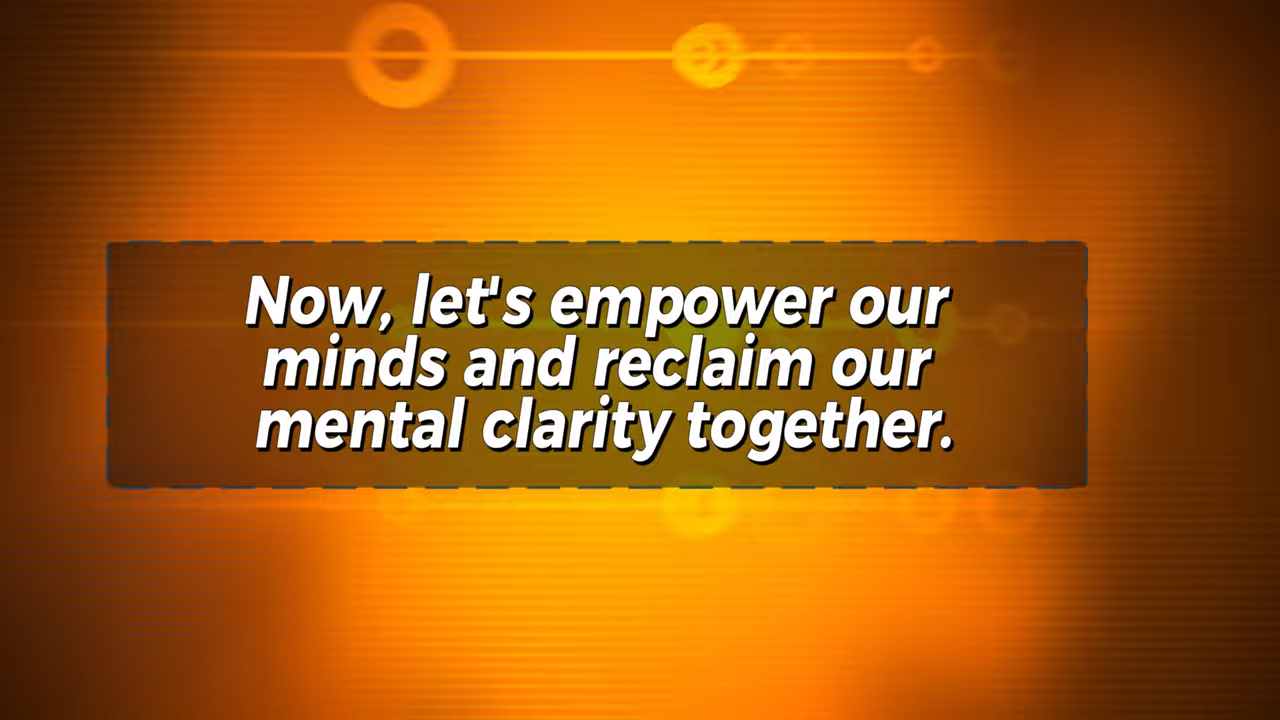 Now, let's empower our
minds and reclaim our
mental clarity together.